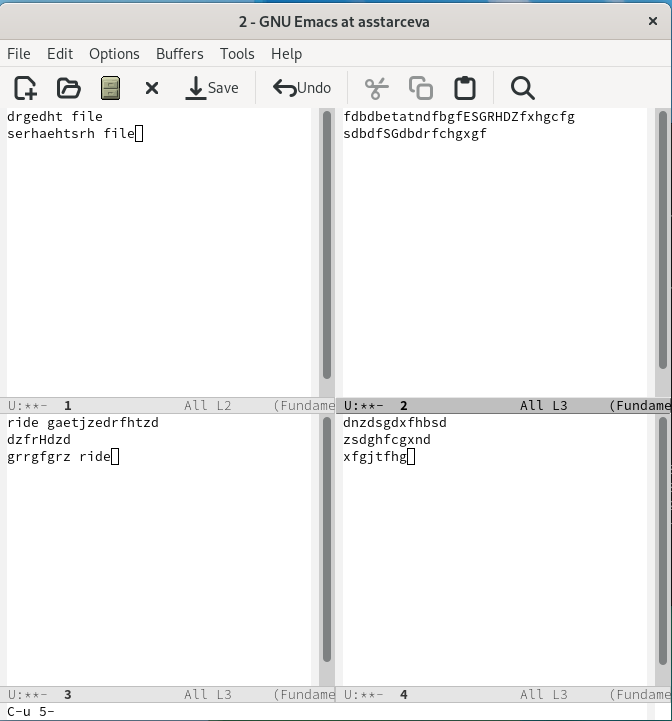 2 - GNU Emacs at asstarceva
File Edit Options Buffers Tools Help
Save Undo
drgedht file
serhaehtsrh file
U:**- 1 All L2 (Fundame
fdbdbetatndfbgfESGRHDZfxhgcfg
sdbdfSGdbdrfchgxgf
U:**- 2 All L3 (Fundame
ride gaetjzedrfhtzd
dzfrHdzd
grrgfgrz ride
U:**- 3 All L3 (Fundame
dnzdsgdxfhbsd
zsdghfcgxnd
xfgjtfhg
U:**- 4 All L3 (Fundame
C-u 5-